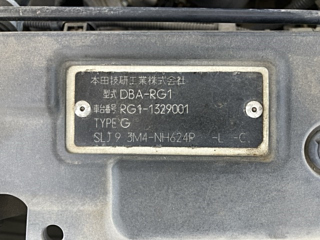 本田技研工業株式会社
型式 DBA-RG1
車台番号 RG1-1329001
TYPE G
SLJ 9 3M4-NH624P -L -C